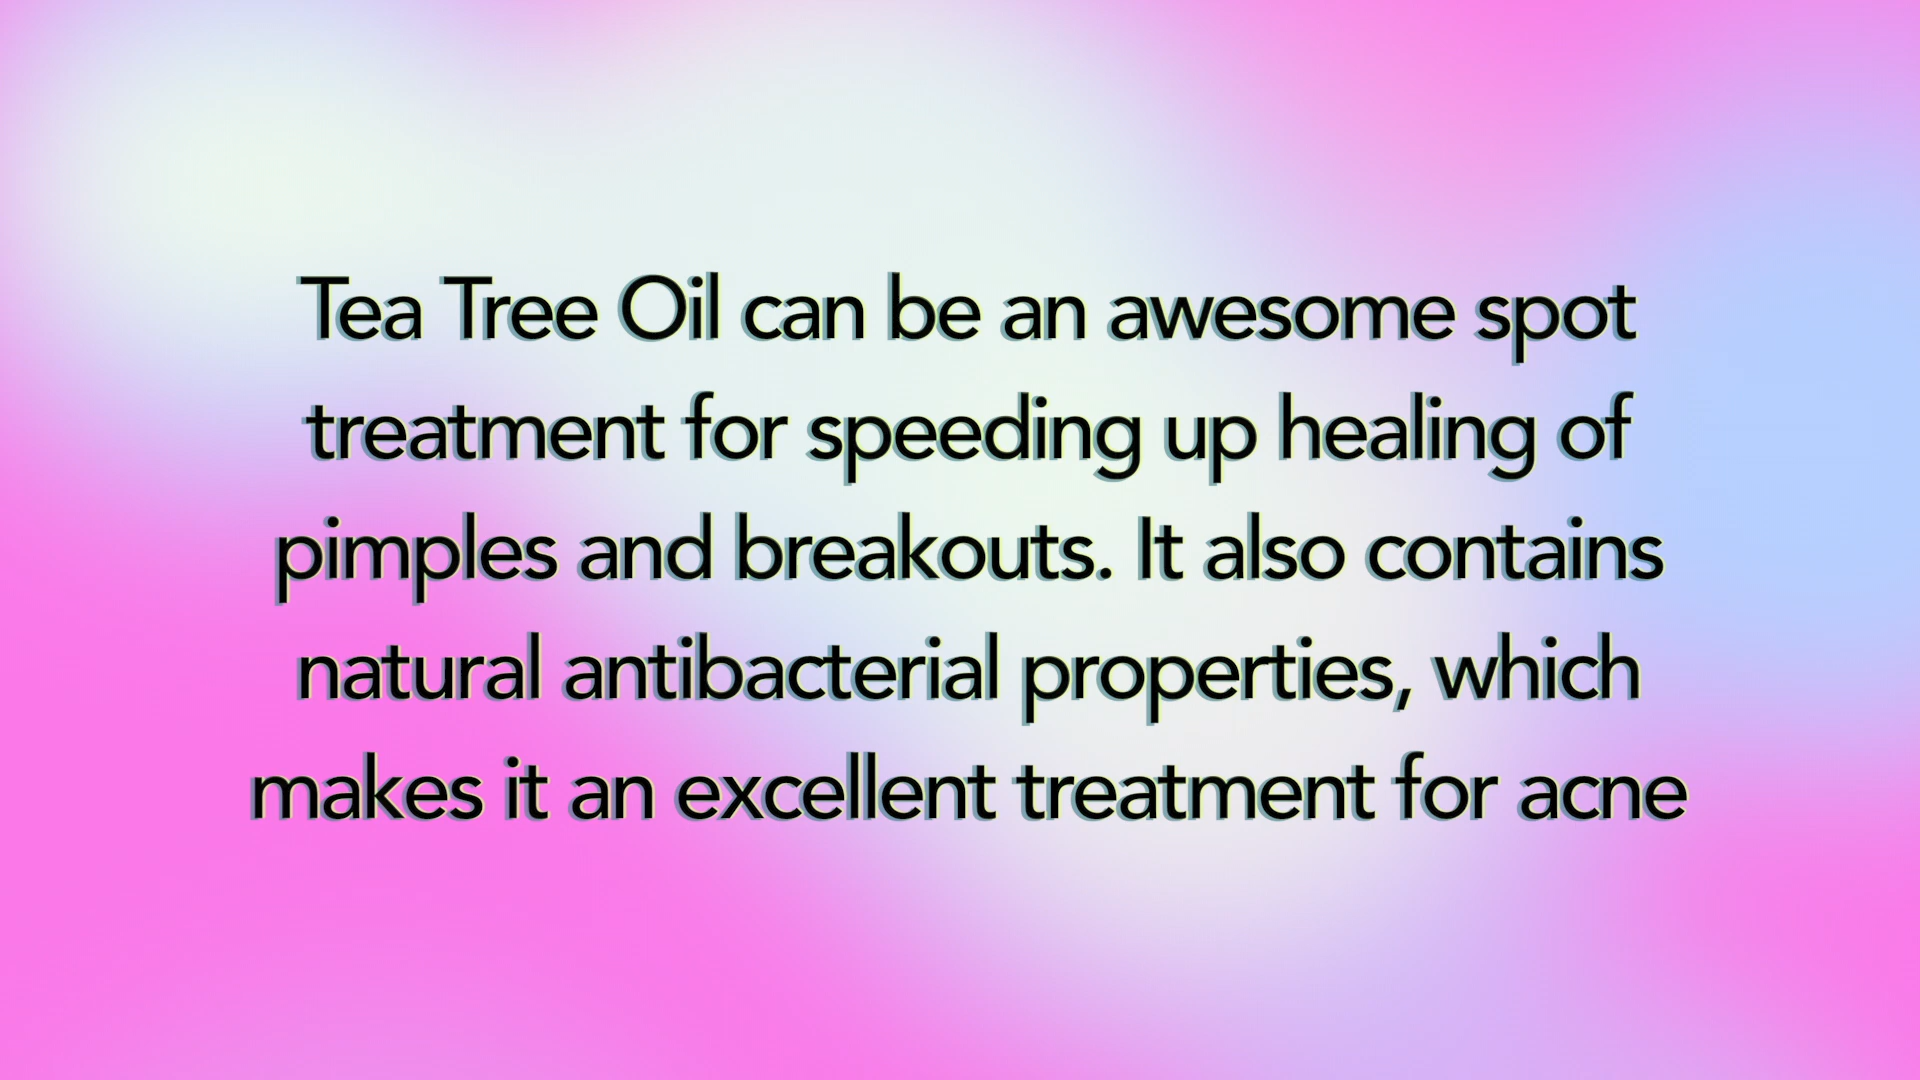 Tea Tree Oil can be an awesome spot
treatment for speeding up healing of
pimples and breakouts. It also contains
natural antibacterial properties, which
makes it an excellent treatment for acne